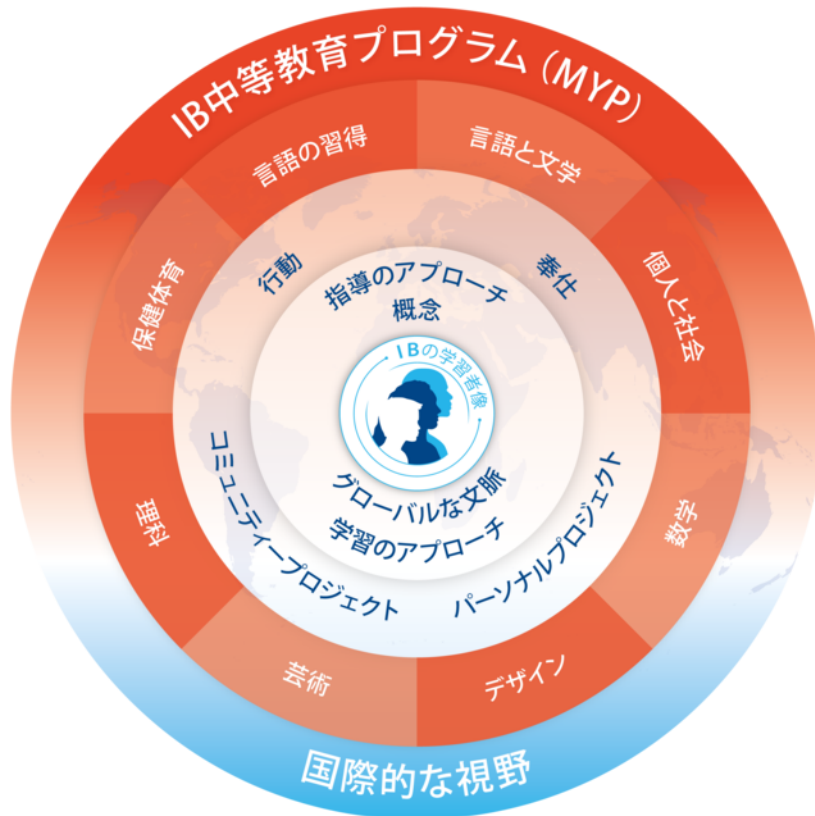 IB中等教育プログラム（MYP）
言語の習得
言語と文学
保健体育
個人と社会
料理
数学
芸術
デザイン
行動
奉仕
コミュニティープロジェクト
パーソナルプロジェクト
指導のアプローチ
概念
IBの学習者像
グローバルな文脈
学習のアプローチ
国際的な視野